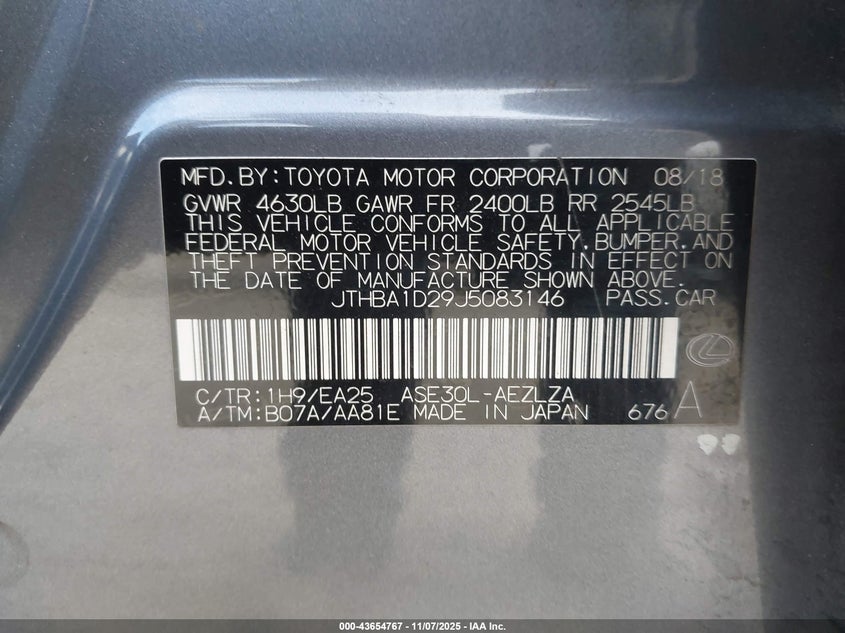 MFD.BY:TOYOTA MOTOR CORPORATION 08/18
GVWR 4630LB GAWR FR 2400LB RR 2545LB
THIS VEHICLE CONFORMS TO ALL APPLICABLE
FEDERAL MOTOR VEHICLE SAFETY,BUMPER,AND
THEFT PREVENTION STANDARDS IN EFFECT ON
THE DATE OF MANUFACTURE SHOWN ABOVE.
JTHBA1D29J5083146 PASS.CAR
C/TR:1H9/EA25 ASE30L-AEZLZA
A/TM:B07A/AA81E MADE IN JAPAN 676 A
000-43654767 - 11/07/2025 - IAA Inc.